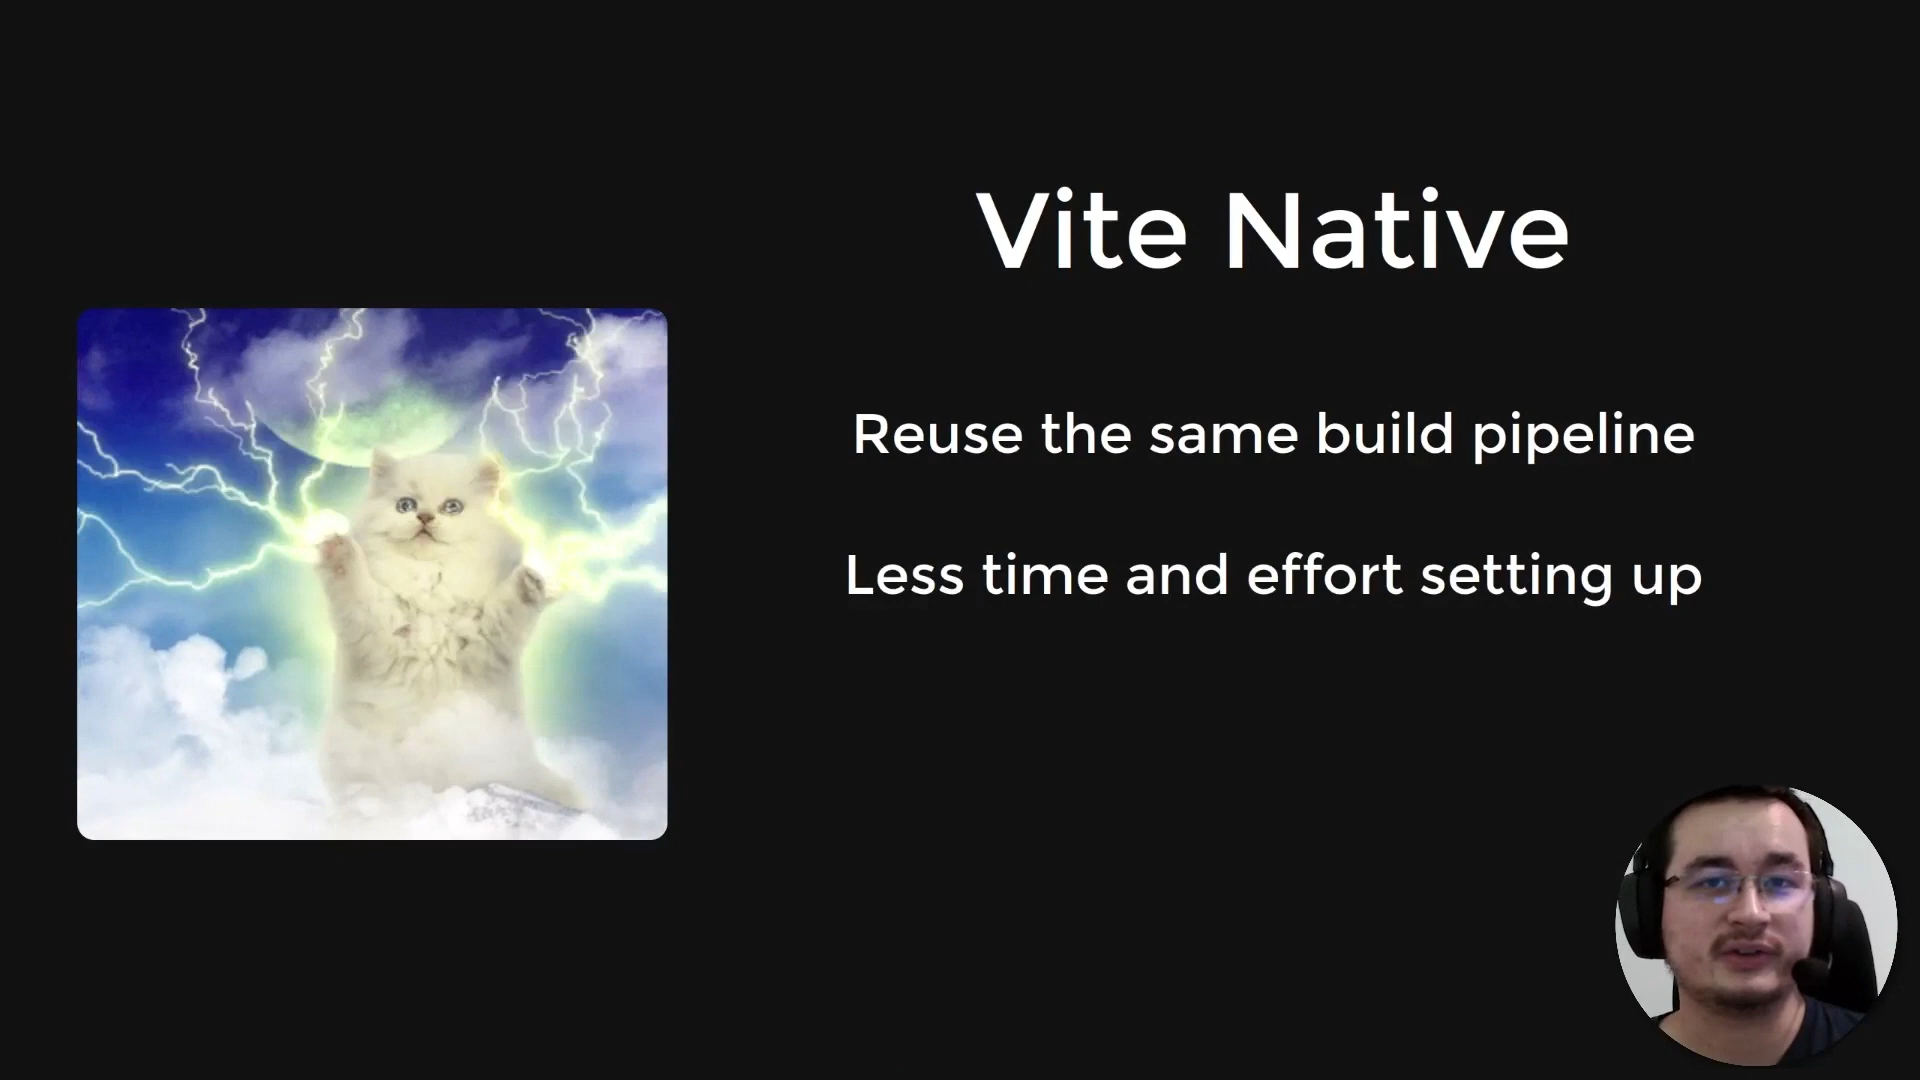 Vite Native
Reuse the same build pipeline
Less time and effort setting up